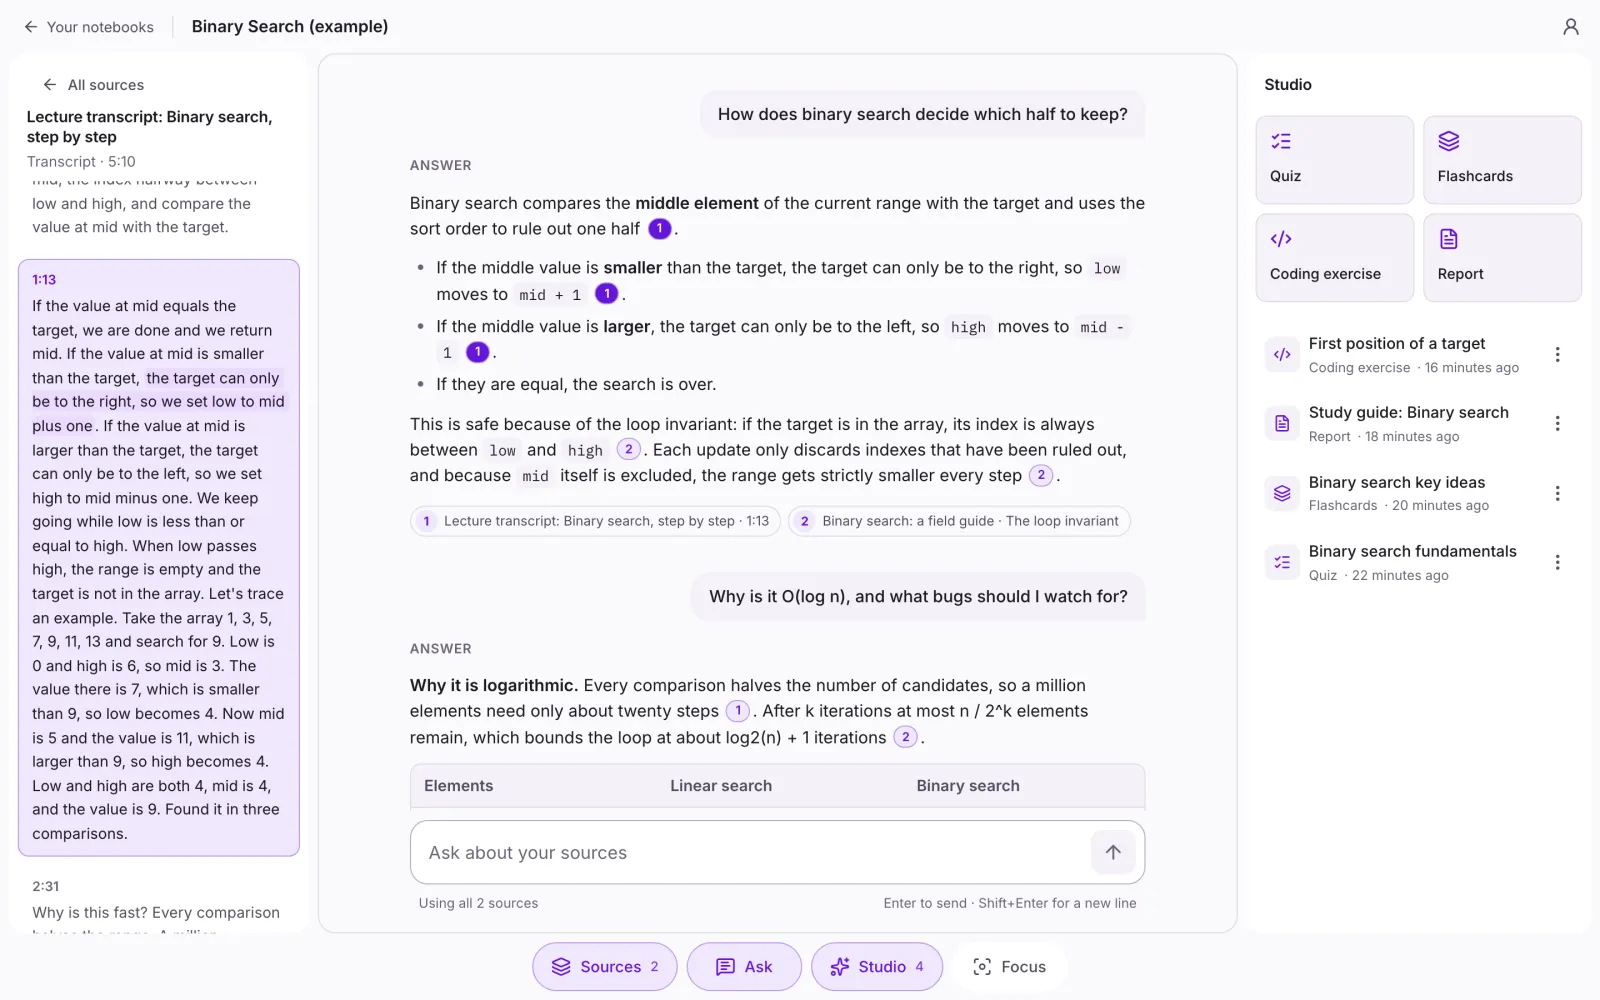 Your notebooks
Binary Search (example)
All sources
Lecture transcript: Binary search,
step by step
Transcript · 5:10
mid, the index halfway between
low and high, and compare the
value at mid with the target.
1:13
If the value at mid equals the
target, we are done and we return
mid. If the value at mid is smaller
than the target, the target can only
be to the right, so we set low to mid
plus one. If the value at mid is
larger than the target, the target
can only be to the left, so we set
high to mid minus one. We keep
going while low is less than or
equal to high. When low passes
high, the range is empty and the
target is not in the array. Let's trace
an example. Take the array 1, 3, 5,
7, 9, 11, 13 and search for 9. Low is
0 and high is 6, so mid is 3. The
value there is 7, which is smaller
than 9, so low becomes 4. Now mid
is 5 and the value is 11, which is
larger than 9, so high becomes 4.
Low and high are both 4, mid is 4,
and the value is 9. Found it in three
comparisons.
2:31
Why is this fast? Every comparison
halves the range. A million
How does binary search decide which half to keep?
ANSWER
Binary search compares the middle element of the current range with the target and uses the
sort order to rule out one half 1.
• If the middle value is smaller than the target, the target can only be to the right, so low
moves to mid + 1 1.
• If the middle value is larger, the target can only be to the left, so high moves to mid -
1 1.
• If they are equal, the search is over.
This is safe because of the loop invariant: if the target is in the array, its index is always
between low and high 2. Each update only discards indexes that have been ruled out,
and because mid itself is excluded, the range gets strictly smaller every step 2.
1 Lecture transcript: Binary search, step by step · 1:13
2 Binary search: a field guide · The loop invariant
Why is it O(log n), and what bugs should I watch for?
ANSWER
Why it is logarithmic. Every comparison halves the number of candidates, so a million
elements need only about twenty steps 1. After k iterations at most n / 2^k elements
remain, which bounds the loop at about log2(n) + 1 iterations 2.
Elements Linear search Binary search
Ask about your sources
Using all 2 sources
Enter to send · Shift+Enter for a new line
Studio
Quiz
Flashcards
Coding exercise
Report
First position of a target
Coding exercise · 16 minutes ago
Study guide: Binary search
Report · 18 minutes ago
Binary search key ideas
Flashcards · 20 minutes ago
Binary search fundamentals
Quiz · 22 minutes ago
Sources 2
Ask
Studio 4
Focus